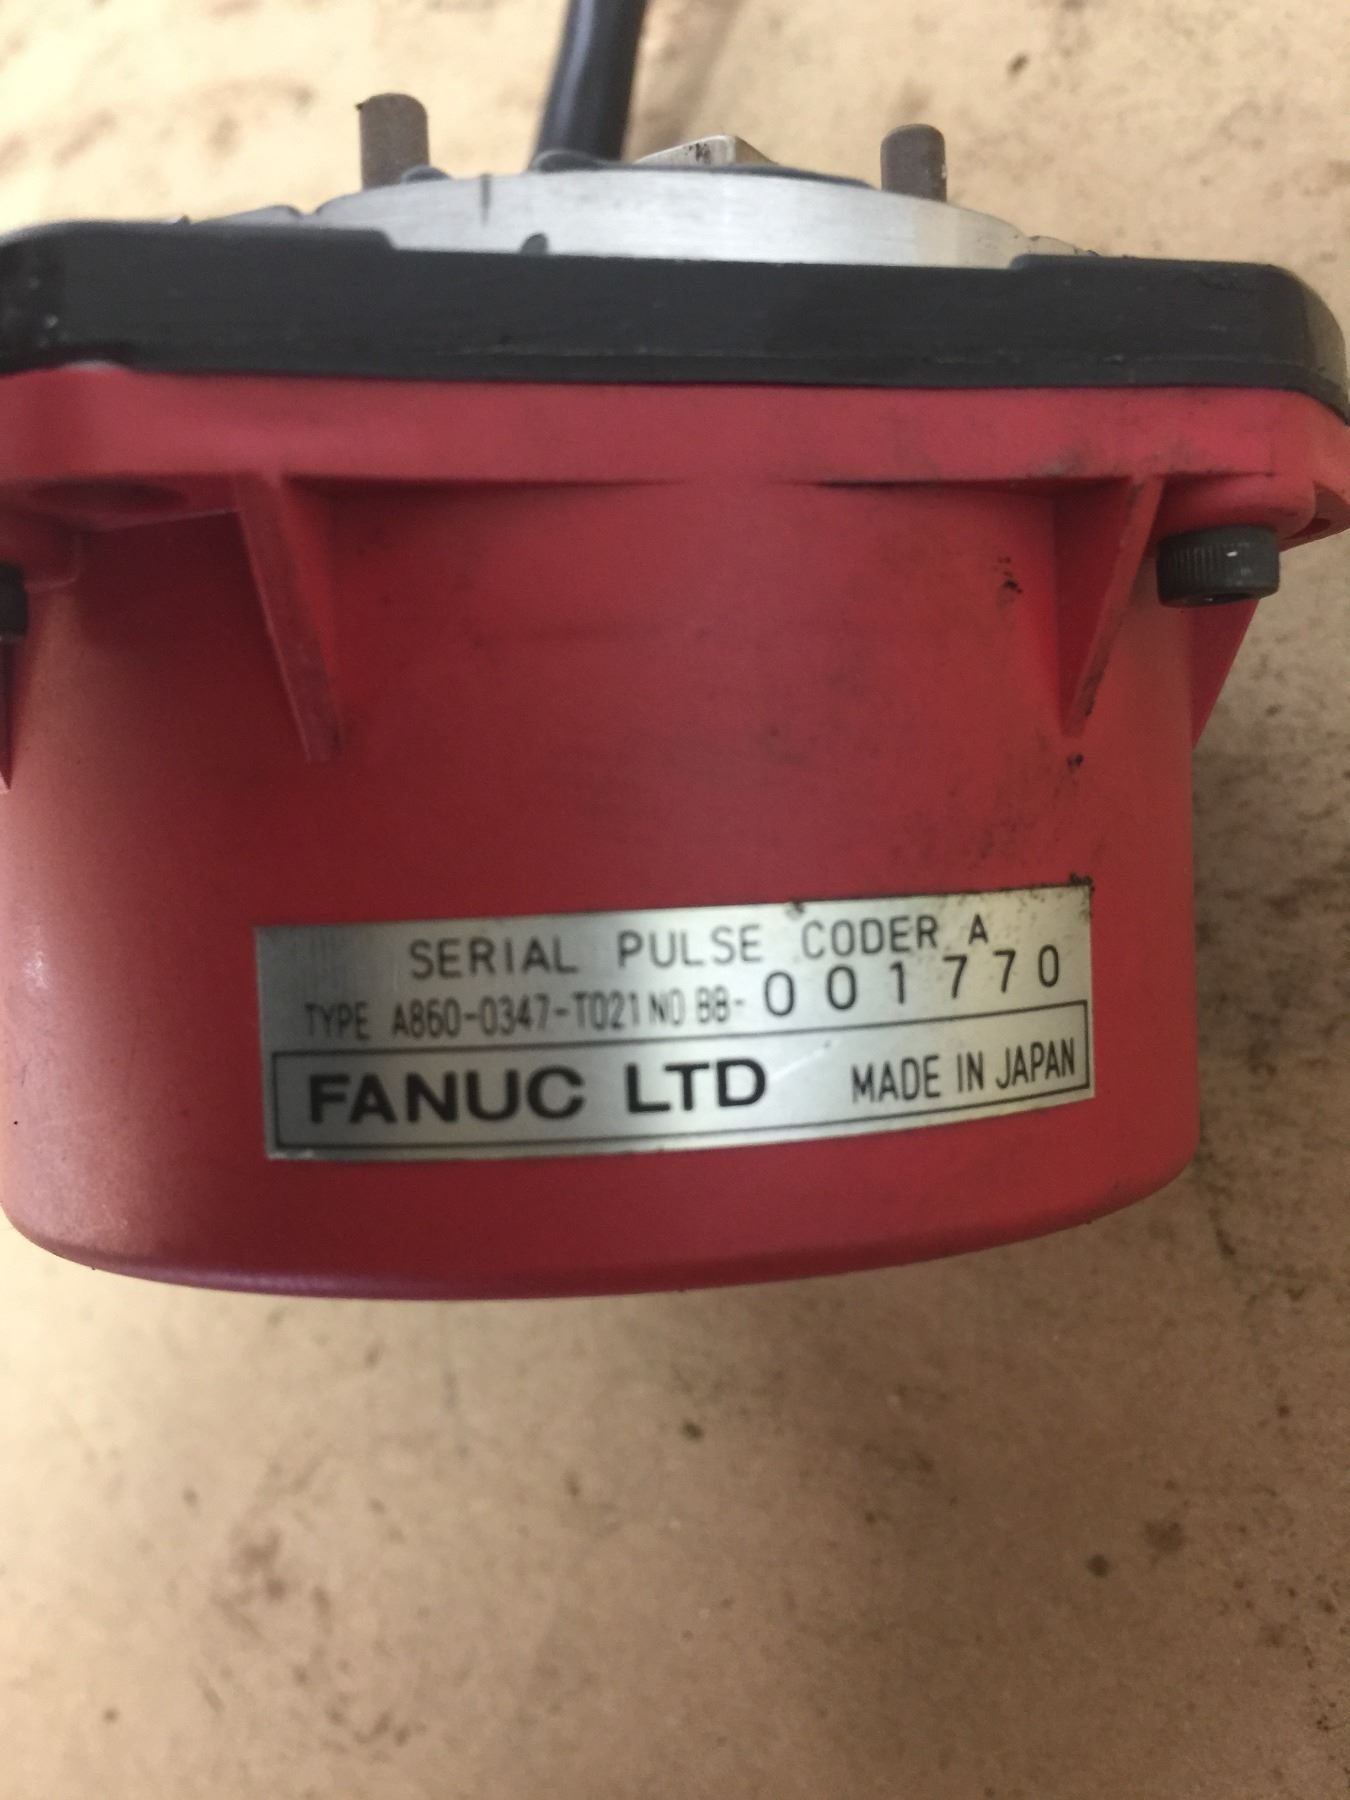 SERIAL PULSE CODER A
TYPE A860-0347-T021 NO B8-001770
FANUC LTD MADE IN JAPAN